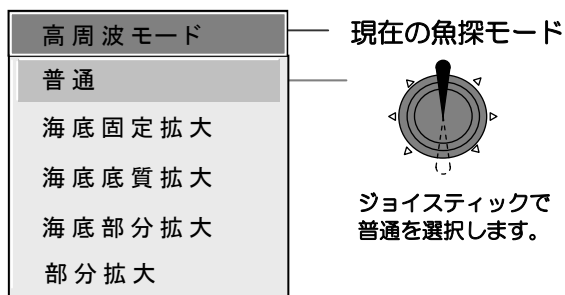 高周波モード
現在の魚探モード
普通
海底固定拡大
海底底質拡大
海底部分拡大
部分拡大
ジョイスティックで
普通を選択します。